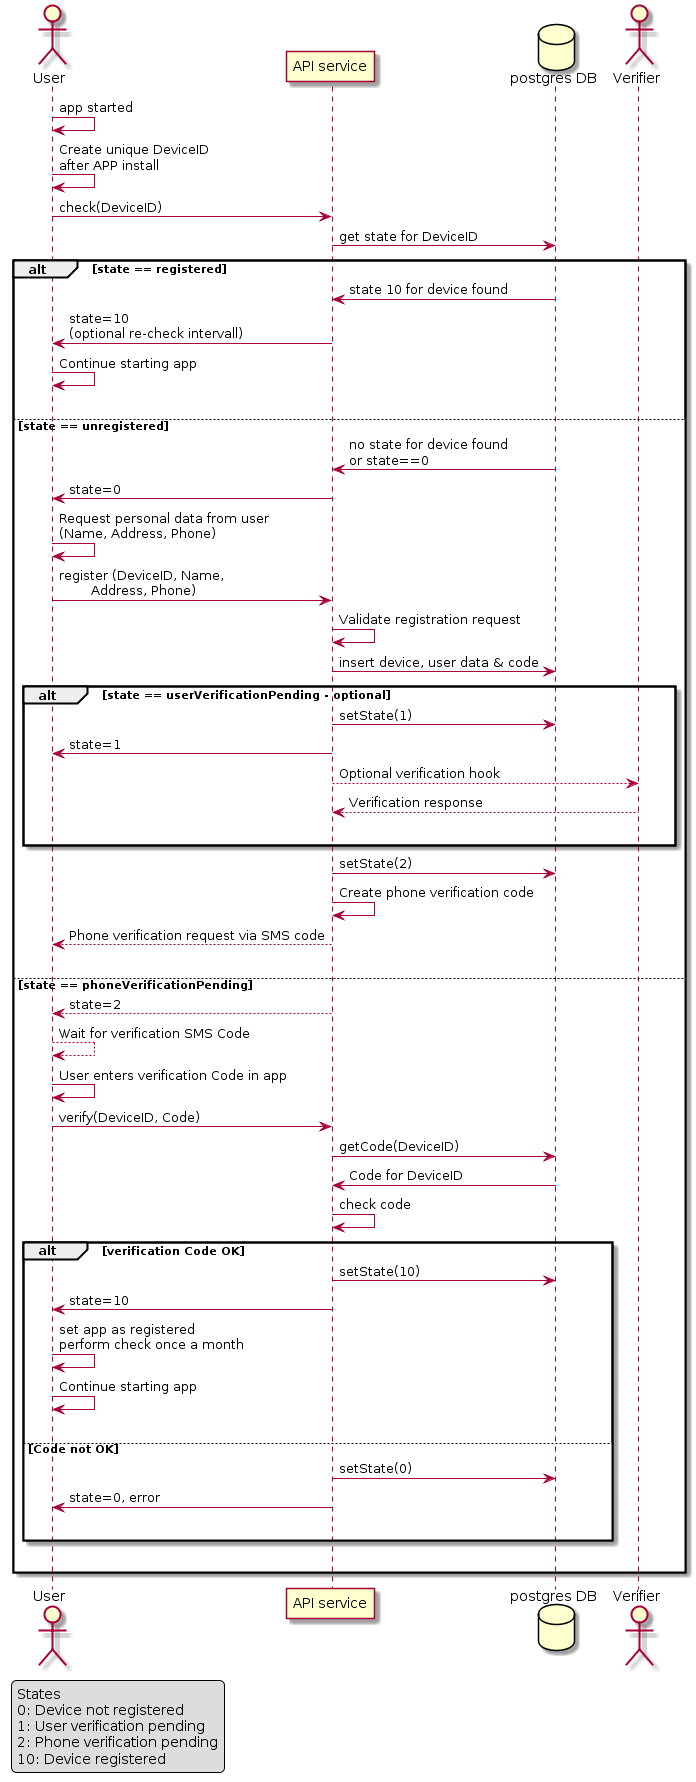 User
API service
postgres DB
Verifier
app started
Create unique DeviceID
after APP install
check(DeviceID)
get state for DeviceID
alt [state == registered]
state 10 for device found
state=10
(optional re-check intervall)
Continue starting app
[state == unregistered]
no state for device found
or state==0
state=0
Request personal data from user
(Name, Address, Phone)
register (DeviceID, Name,
Address, Phone)
Validate registration request
insert device, user data & code
alt [state == userVerificationPending - optional]
setState(1)
state=1
Optional verification hook
Verification response
setState(2)
Create phone verification code
Phone verification request via SMS code
[state == phoneVerificationPending]
state=2
Wait for verification SMS Code
User enters verification Code in app
verify(DeviceID, Code)
getCode(DeviceID)
Code for DeviceID
check code
alt [verification Code OK]
setState(10)
state=10
set app as registered
perform check once a month
Continue starting app
[Code not OK]
setState(0)
state=0, error
User
API service
postgres DB
Verifier
States
0: Device not registered
1: User verification pending
2: Phone verification pending
10: Device registered